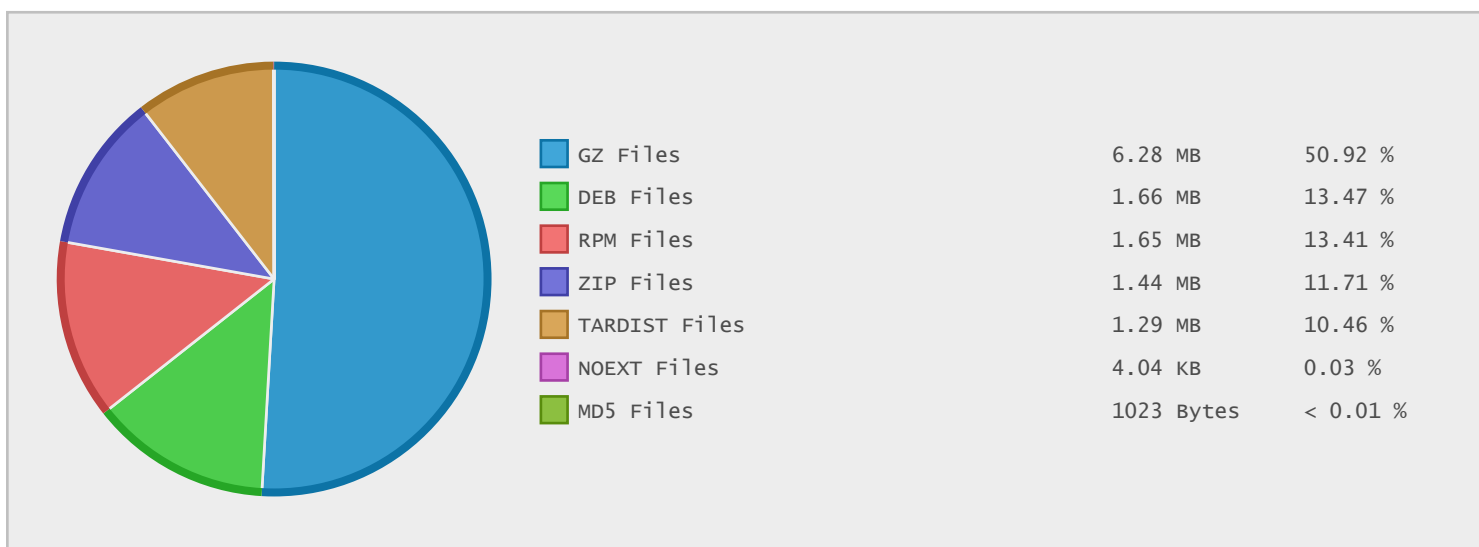 GZ Files 6.28 MB 50.92 %
DEB Files 1.66 MB 13.47 %
RPM Files 1.65 MB 13.41 %
ZIP Files 1.44 MB 11.71 %
TARDIST Files 1.29 MB 10.46 %
NOEXT Files 4.04 KB 0.03 %
MD5 Files 1023 Bytes < 0.01 %